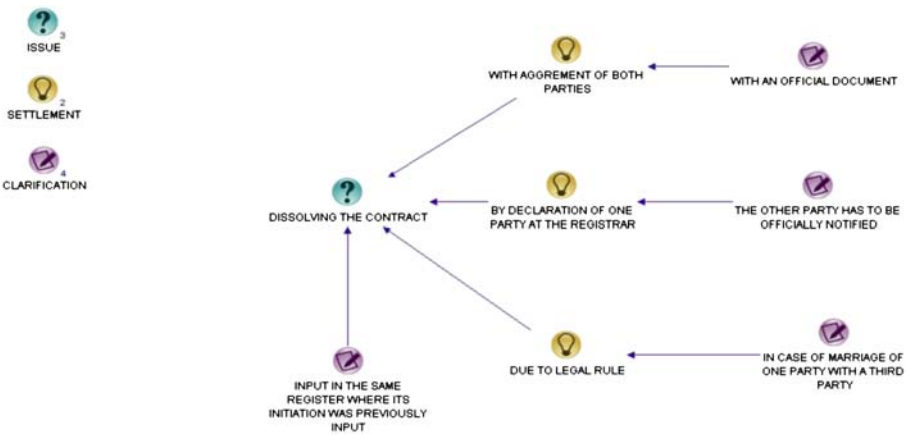 3
ISSUE
2
SETTLEMENT
4
CLARIFICATION
WITH AGGREMENT OF BOTH
PARTIES
WITH AN OFFICIAL DOCUMENT
DISSOLVING THE CONTRACT
BY DECLARATION OF ONE
PARTY AT THE REGISTRAR
THE OTHER PARTY HAS TO BE
OFFICIALLY NOTIFIED
DUE TO LEGAL RULE
IN CASE OF MARRIAGE OF
ONE PARTY WITH A THIRD
PARTY
INPUT IN THE SAME
REGISTER WHERE ITS
INITIATION WAS PREVIOUSLY
INPUT